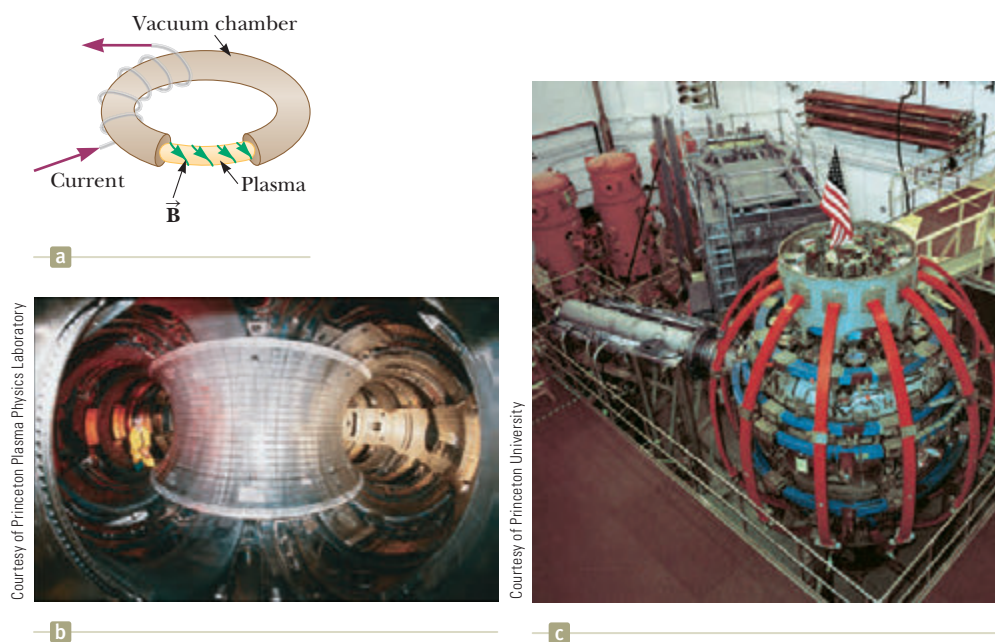 Vacuum chamber
Current
Plasma
B
a
Courtesy of Princeton Plasma Physics Laboratory
b
Courtesy of Princeton University
c